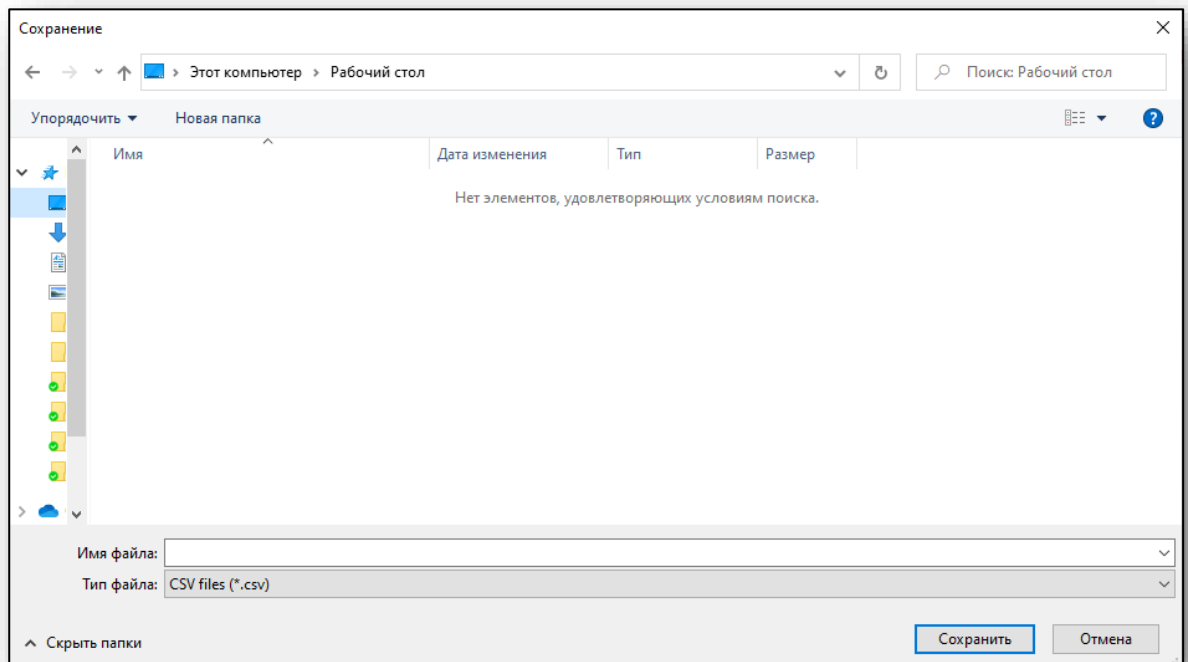 Сохранение
Этот компьютер › Рабочий стол
Поиск: Рабочий стол
Упорядочить
Новая папка
Имя
Дата изменения
Тип
Размер
Нет элементов, удовлетворяющих условиям поиска.
Имя файла:
Тип файла: CSV files (*.csv)
Скрыть папки
Сохранить
Отмена